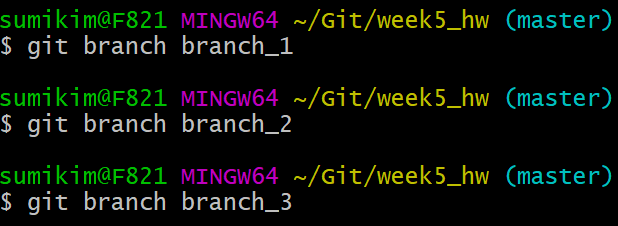 sumikim@F821 MINGW64 ~/Git/week5_hw (master)
$ git branch branch_1
sumikim@F821 MINGW64 ~/Git/week5_hw (master)
$ git branch branch_2
sumikim@F821 MINGW64 ~/Git/week5_hw (master)
$ git branch branch_3